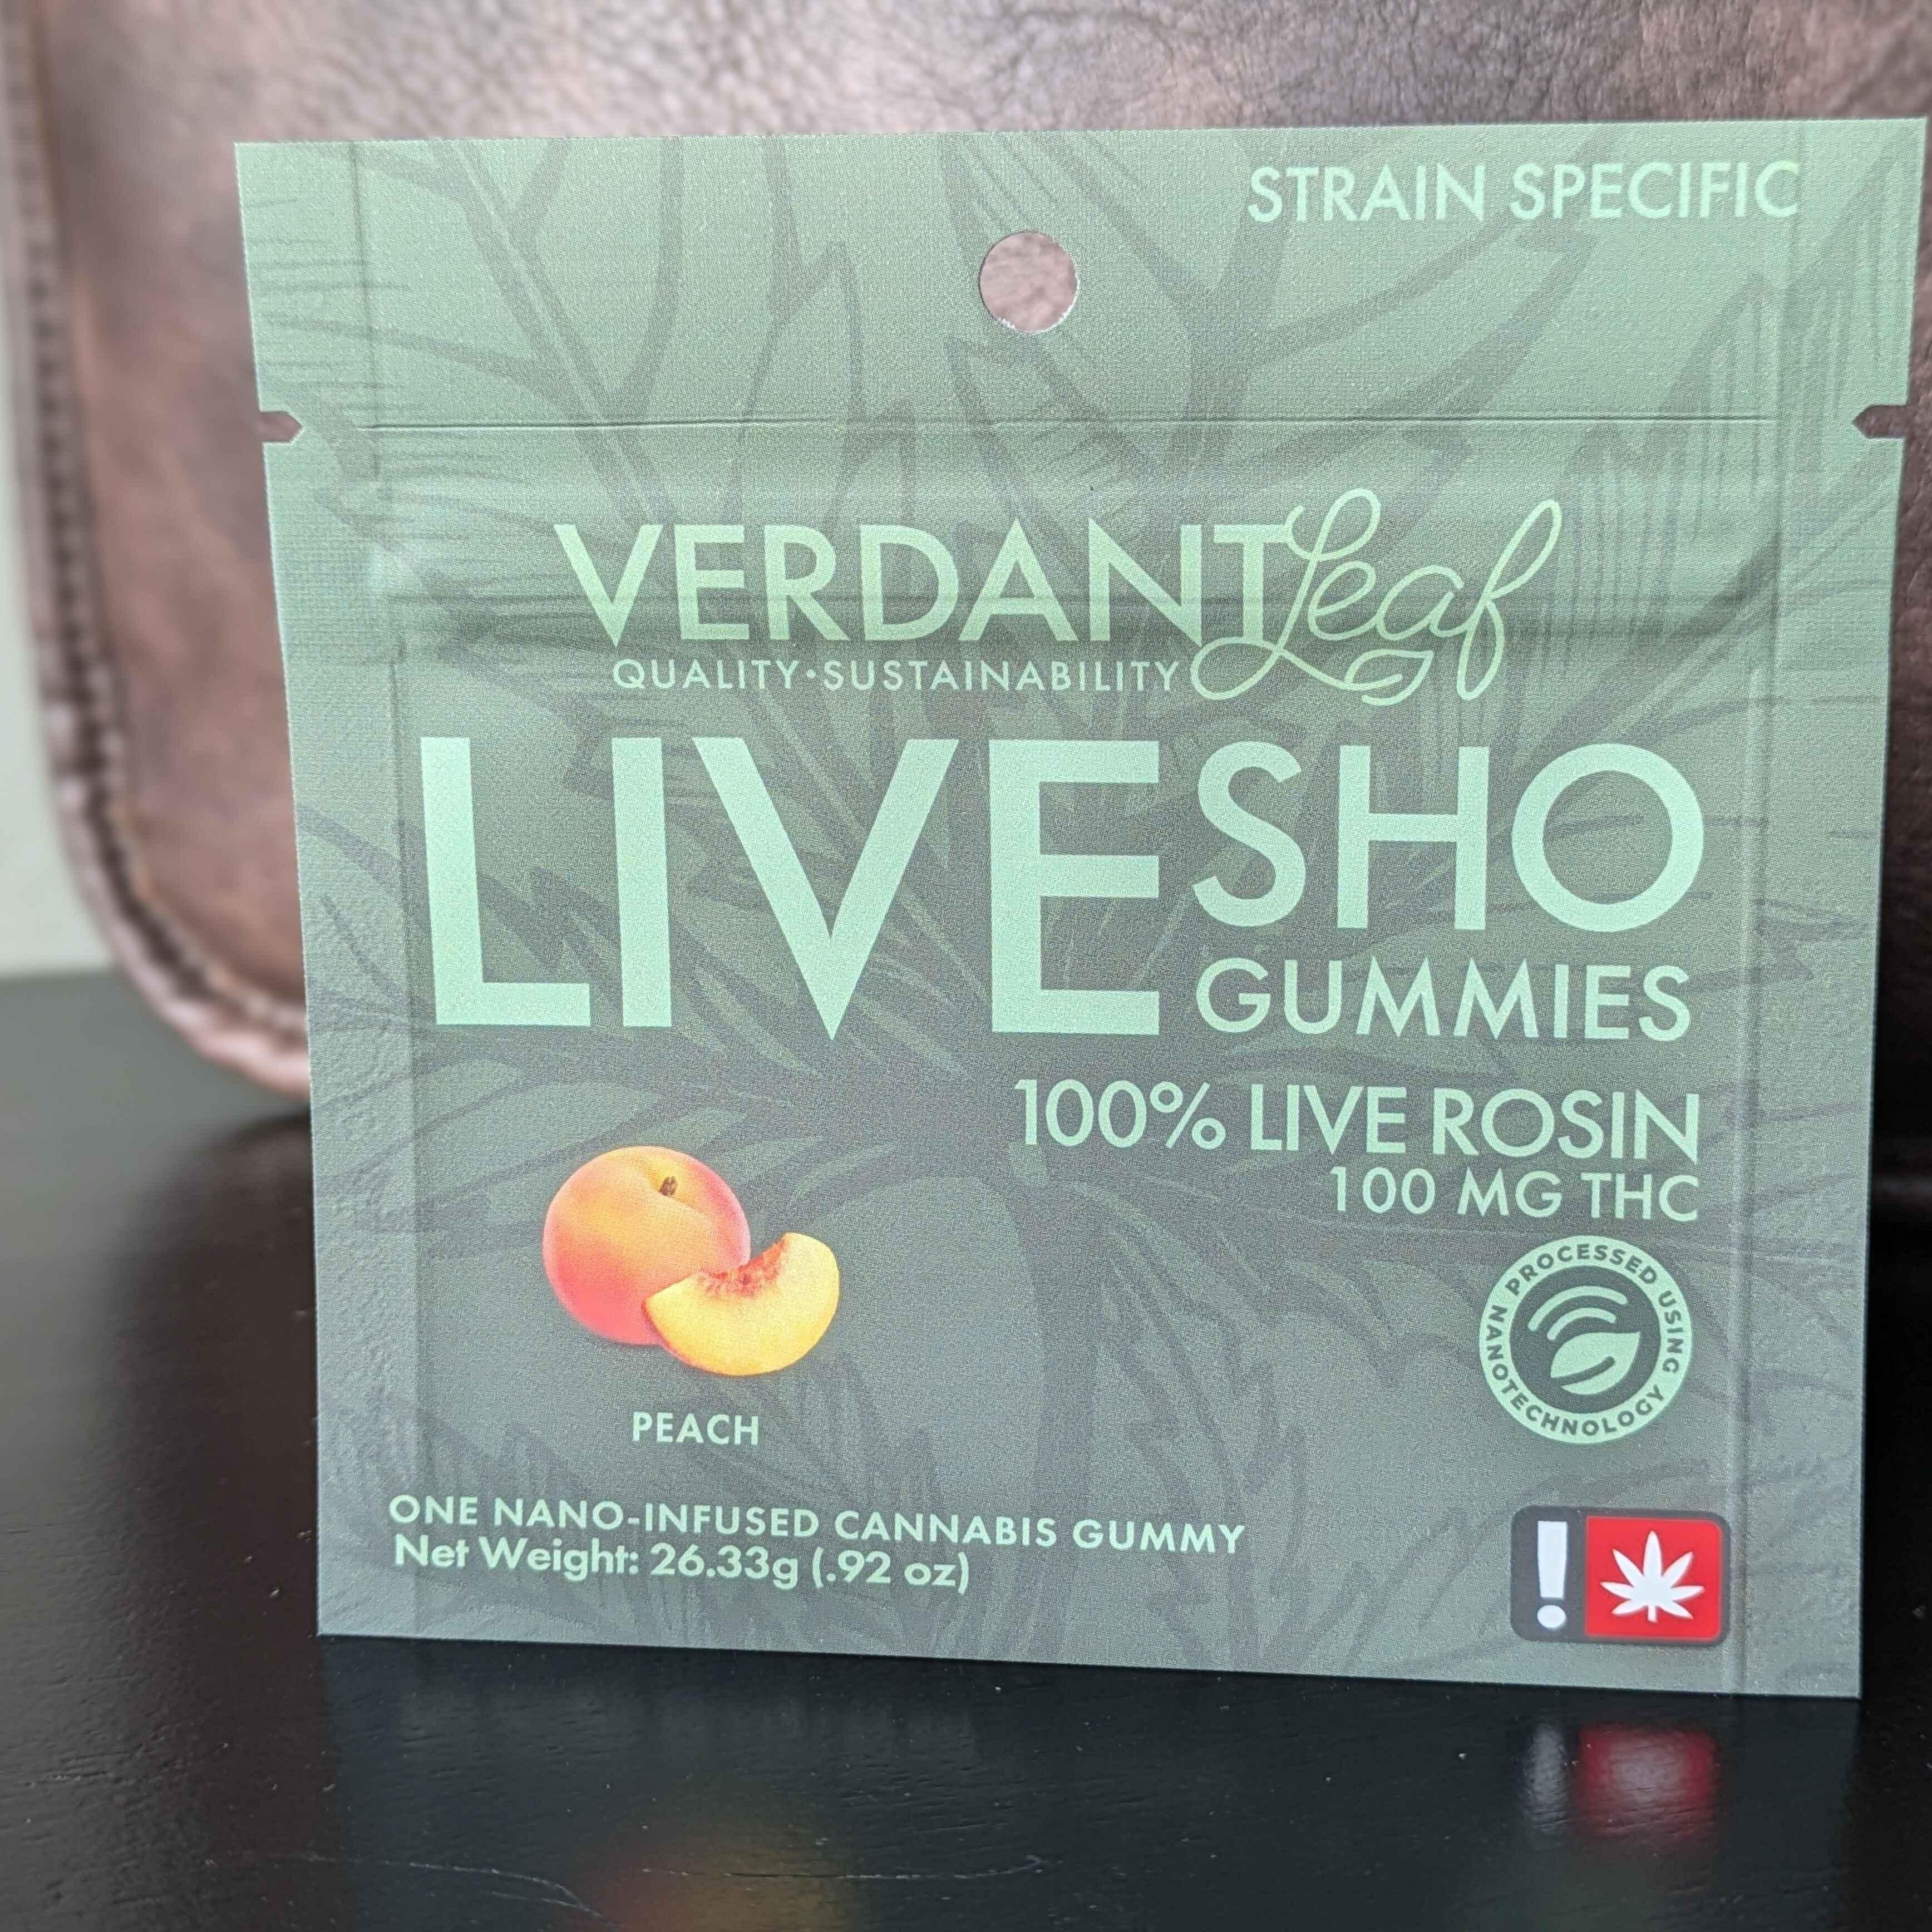 STRAIN SPECIFIC
VERDANT Leaf
QUALITY•SUSTAINABILITY
LIVE SHO
GUMMIES
100% LIVE ROSIN
100 MG THC
PROCESSED USING NANOTECHNOLOGY
PEACH
ONE NANO-INFUSED CANNABIS GUMMY
Net Weight: 26.33g (.92 oz)
!